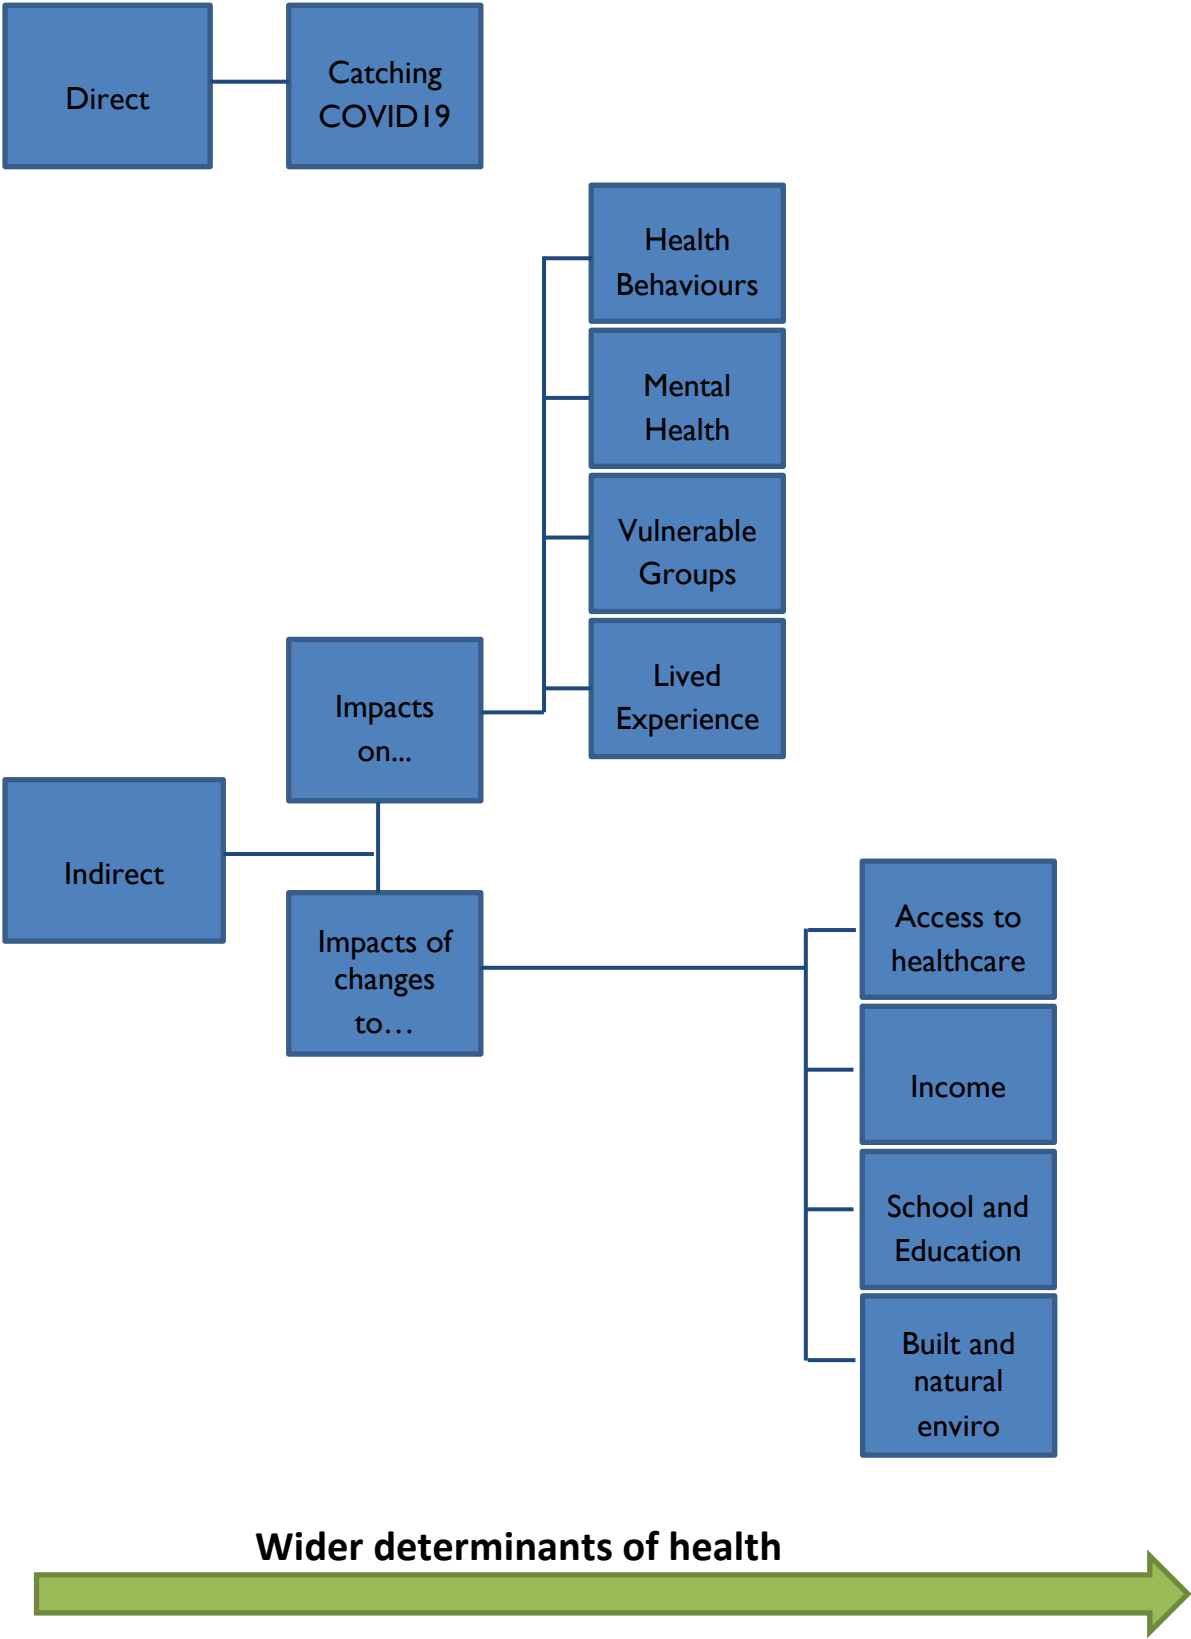 Direct
Catching
COVID19
Health
Behaviours
Mental
Health
Vulnerable
Groups
Lived
Experience
Impacts
on...
Indirect
Impacts of
changes
to…
Access to
healthcare
Income
School and
Education
Built and
natural
enviro
Wider determinants of health